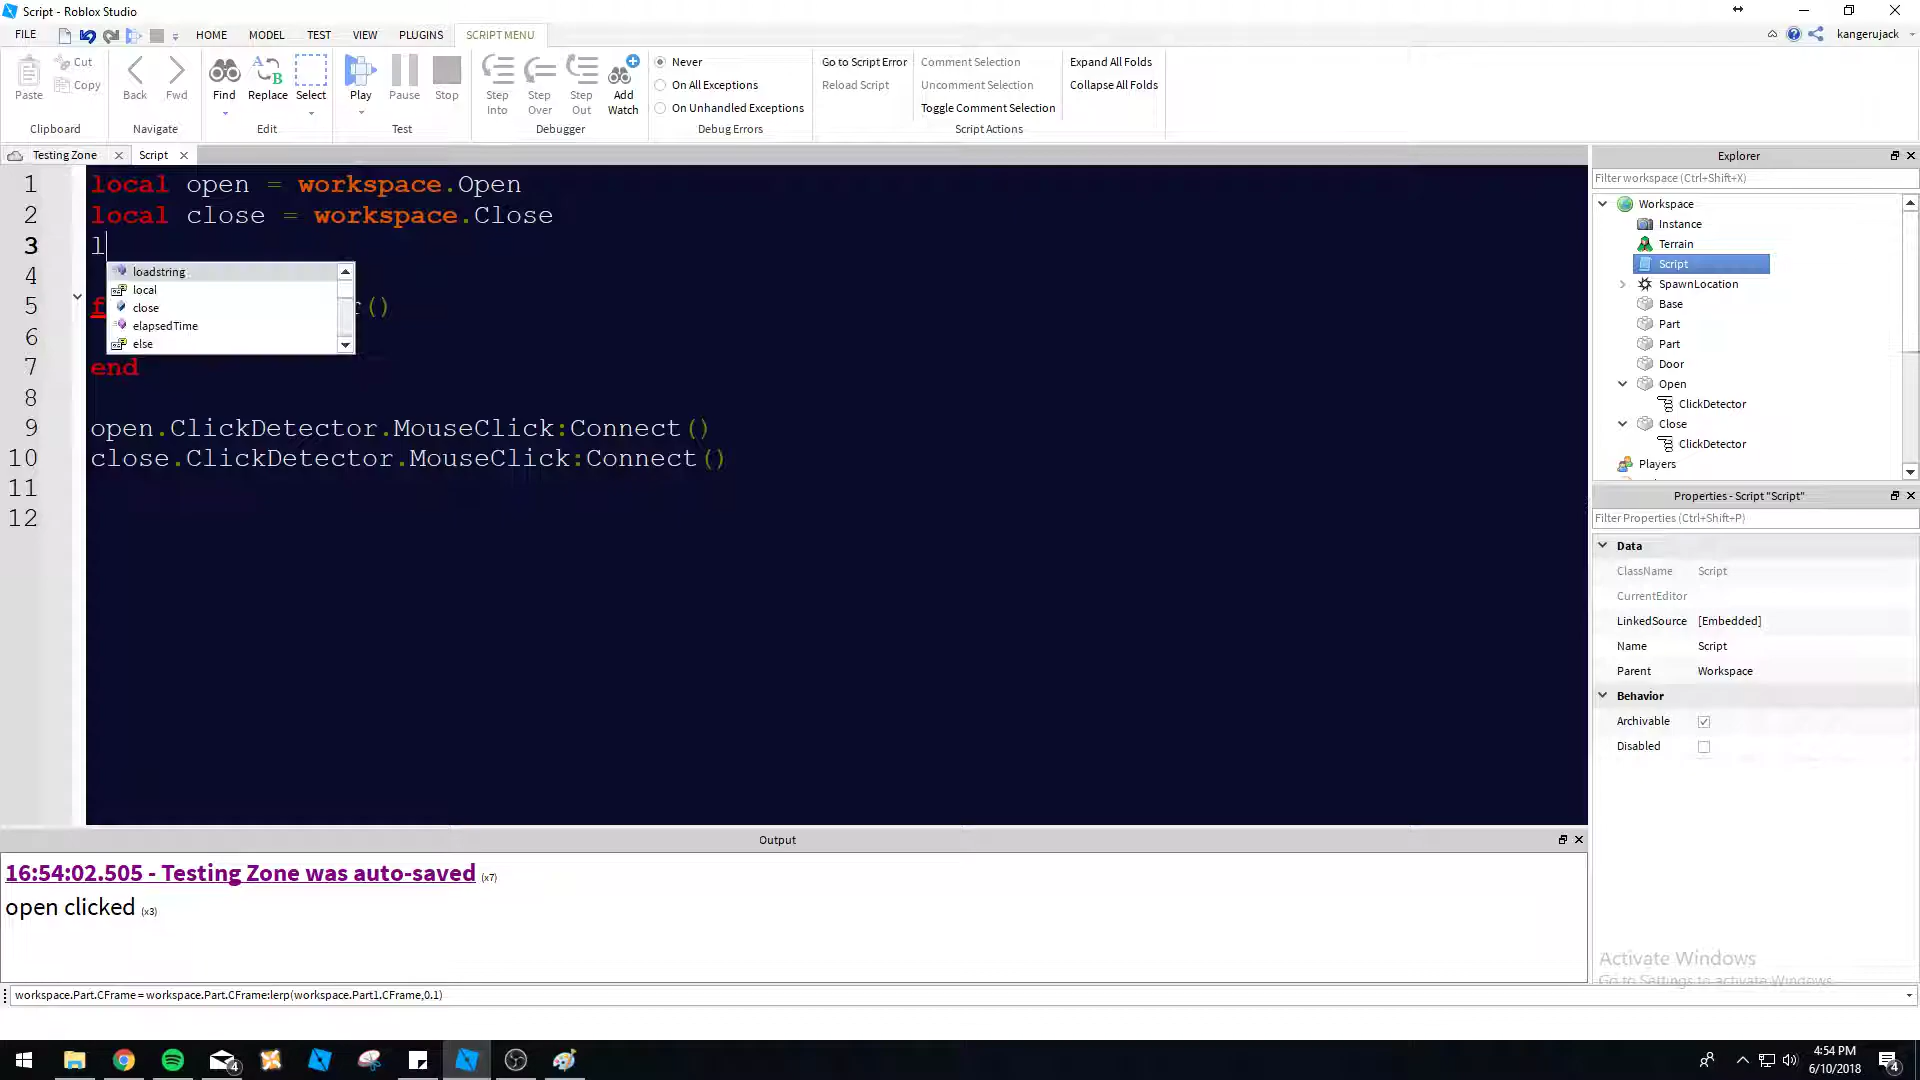 Script - Roblox Studio
FILE HOME MODEL TEST VIEW PLUGINS SCRIPT MENU kangerujack
Paste Cut Copy Back Fwd Find Replace Select Play Pause Stop Step Into Step Over Step Out Add Watch
Never
On All Exceptions
On Unhandled Exceptions
Go to Script Error
Reload Script
Comment Selection
Uncomment Selection
Toggle Comment Selection
Expand All Folds
Collapse All Folds
Clipboard Navigate Edit Test Debugger Debug Errors Script Actions
Testing Zone Script
1 local open = workspace.Open
2 local close = workspace.Close
3 l
4
loadstring
local
close
elapsedTime
else
5 f ()
6
7 end
8
9 open.ClickDetector.MouseClick:Connect()
10 close.ClickDetector.MouseClick:Connect()
11
12
Explorer
Filter workspace (Ctrl+Shift+X)
Workspace
Instance
Terrain
Script
SpawnLocation
Base
Part
Part
Door
Open
ClickDetector
Close
ClickDetector
Players
Properties - Script "Script"
Filter Properties (Ctrl+Shift+P)
Data
ClassName Script
CurrentEditor
LinkedSource [Embedded]
Name Script
Parent Workspace
Behavior
Archivable
Disabled
Output
16:54:02.505 - Testing Zone was auto-saved (x7)
open clicked (x3)
Activate Windows
Go to Settings to activate Windows.
workspace.Part.CFrame = workspace.Part.CFrame:lerp(workspace.Part1.CFrame,0.1)
4
4:54 PM
6/10/2018
4